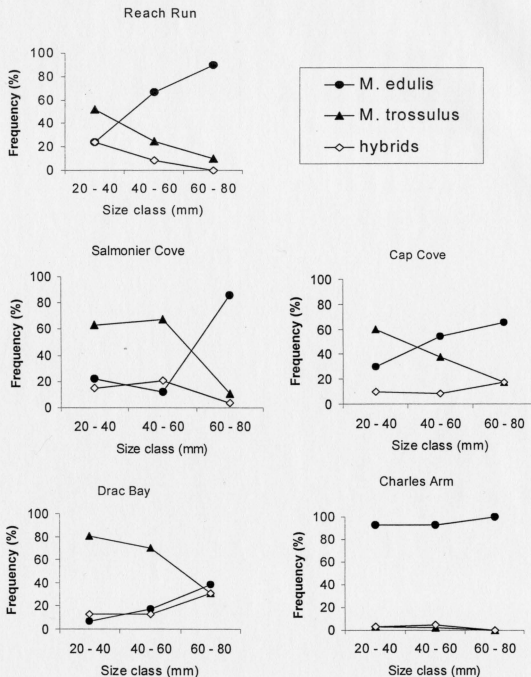 Reach Run
Frequency (%)
100
80
60
40
20
0
20 - 40 40 - 60 60 - 80
Size class (mm)
M. edulis
M. trossulus
hybrids
Salmonier Cove
Frequency (%)
100
80
60
40
20
0
20 - 40 40 - 60 60 - 80
Size class (mm)
Cap Cove
Frequency (%)
100
80
60
40
20
0
20 - 40 40 - 60 60 - 80
Size class (mm)
Drac Bay
Frequency (%)
100
80
60
40
20
0
20 - 40 40 - 60 60 - 80
Size class (mm)
Charles Arm
Frequency (%)
100
80
60
40
20
0
20 - 40 40 - 60 60 - 80
Size class (mm)